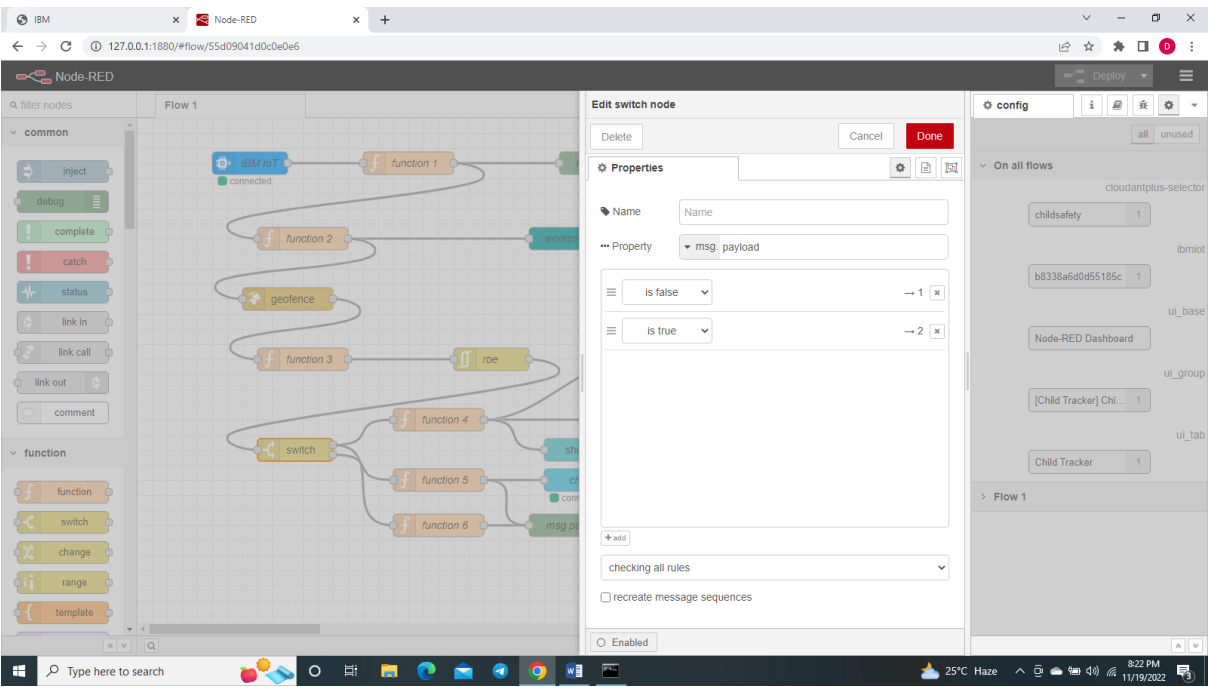 IBM
Node-RED
127.0.0.1:1880/#flow/55d09041d0c0e0e6
D
Node-RED
Deploy
filter nodes
Flow 1
common
inject
debug
complete
catch
status
link in
link call
link out
comment
function
function
switch
change
range
template
IBM IoT
connected
function 1
function 2
geofence
function 3
rbe
function 4
switch
function 5
function 6
Edit switch node
Delete
Cancel
Done
Properties
Name
Name
Property
msg. payload
is false
→ 1
is true
→ 2
add
checking all rules
recreate message sequences
Enabled
config
all unused
On all flows
cloudantplus-selector
childsafety 1
ibmiot
b8338a6d0d55185c 1
ui_base
Node-RED Dashboard
ui_group
[Child Tracker] Chi... 1
ui_tab
Child Tracker 1
Flow 1
Type here to search
25°C Haze
8:22 PM
11/19/2022
3